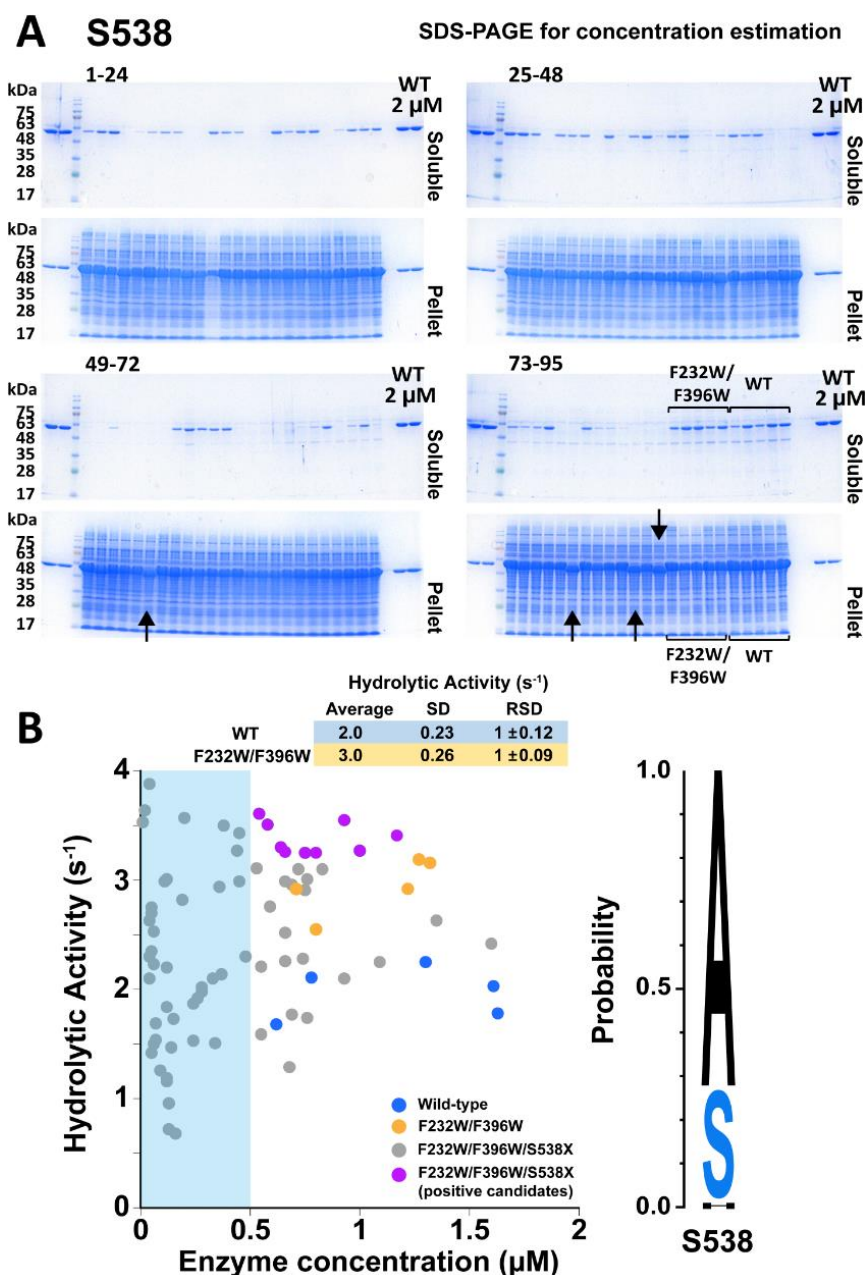 A S538 SDS-PAGE for concentration estimation
1-24
kDa
75
63
48
35
28
17
WT
2 µM
Soluble
25-48
WT
2 µM
Soluble
kDa
75
63
48
35
28
17
Pellet
Pellet
49-72
kDa
75
63
48
35
28
17
WT
2 µM
Soluble
73-95
F232W/
F396W
WT
WT
2 µM
Soluble
kDa
75
63
48
35
28
17
Pellet
Pellet
F232W/
F396W
WT
B
Hydrolytic Activity (s⁻¹)
Average SD RSD
WT 2.0 0.23 1 ±0.12
F232W/F396W 3.0 0.26 1 ±0.09
Hydrolytic Activity (s⁻¹)
4
3
2
1
0
0 0.5 1 1.5 2
Enzyme concentration (µM)
Wild-type
F232W/F396W
F232W/F396W/S538X
F232W/F396W/S538X
(positive candidates)
Probability
1.0
0.5
0.0
A
S
S538